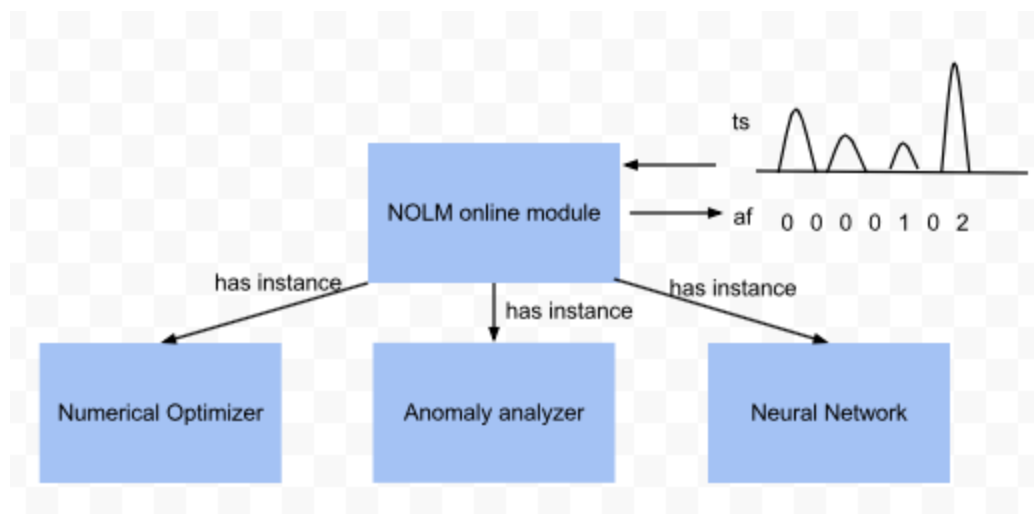 ts
NOLM online module
af 0 0 0 0 1 0 2
has instance
has instance
has instance
Numerical Optimizer
Anomaly analyzer
Neural Network